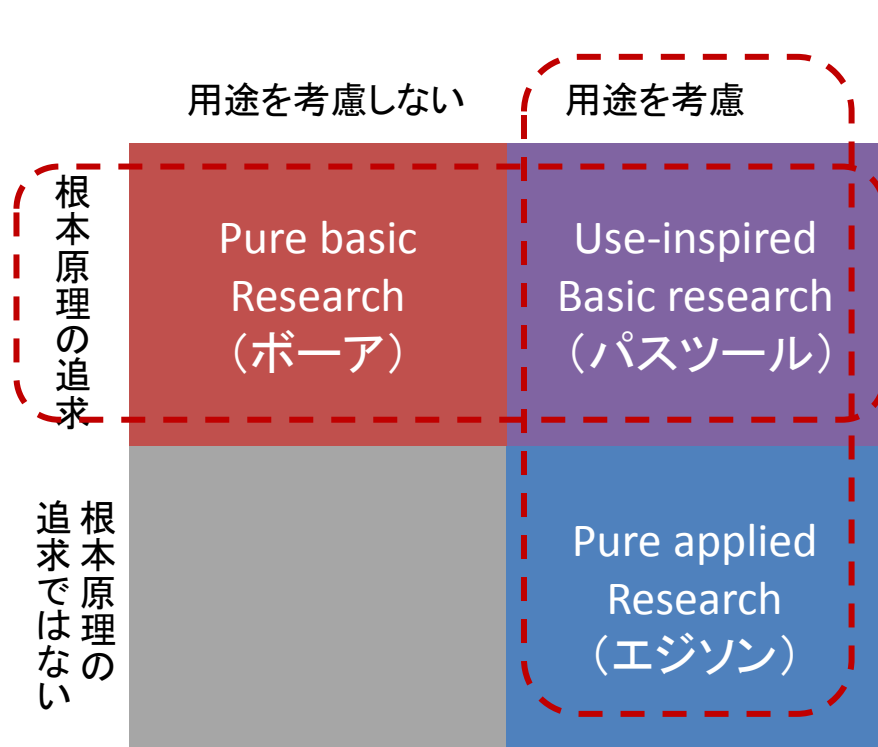 用途を考慮しない
用途を考慮
根本原理の追求
Pure basic
Research
（ボーア）
Use-inspired
Basic research
（パスツール）
根本原理の
追求ではない
Pure applied
Research
（エジソン）